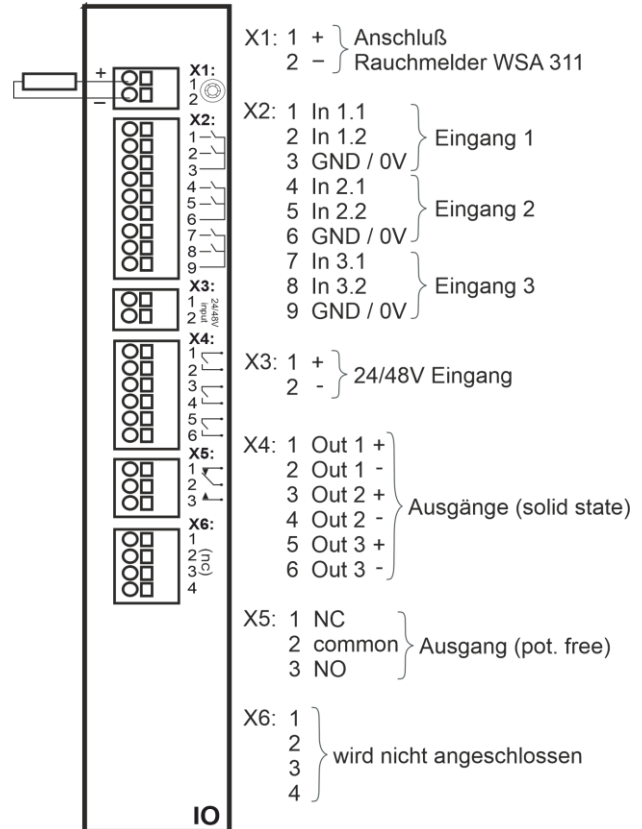 +
−
X1:
1
2
X2:
1
2
3
4
5
6
7
8
9
X3:
1
2
24/48V
input
X4:
1
2
3
4
5
6
X5:
1
2
3
X6:
1
2
3
4
(nc)
IO
X1: 1 + Anschluß
2 − Rauchmelder WSA 311
X2: 1 In 1.1
2 In 1.2 Eingang 1
3 GND / 0V
4 In 2.1
5 In 2.2 Eingang 2
6 GND / 0V
7 In 3.1
8 In 3.2 Eingang 3
9 GND / 0V
X3: 1 + 24/48V Eingang
2 -
X4: 1 Out 1 +
2 Out 1 -
3 Out 2 + Ausgänge (solid state)
4 Out 2 -
5 Out 3 +
6 Out 3 -
X5: 1 NC
2 common Ausgang (pot. free)
3 NO
X6: 1
2 wird nicht angeschlossen
3
4